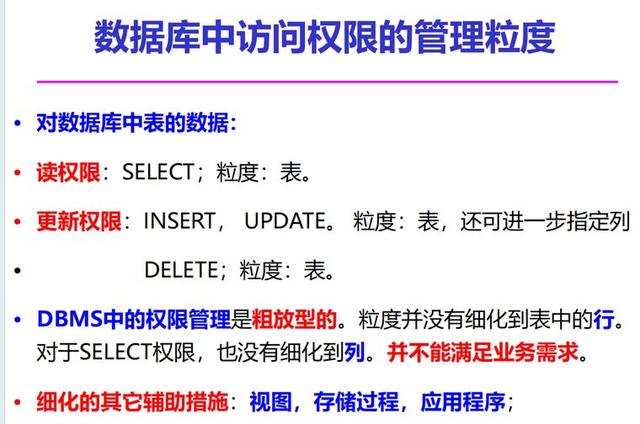 数据库中访问权限的管理粒度
• 对数据库中表的数据：
• 读权限：SELECT；粒度：表。
• 更新权限：INSERT， UPDATE。 粒度：表，还可进一步指定列
• DELETE；粒度：表。
• DBMS中的权限管理是粗放型的。粒度并没有细化到表中的行。
对于SELECT权限，也没有细化到列。并不能满足业务需求。
• 细化的其它辅助措施：视图，存储过程，应用程序；